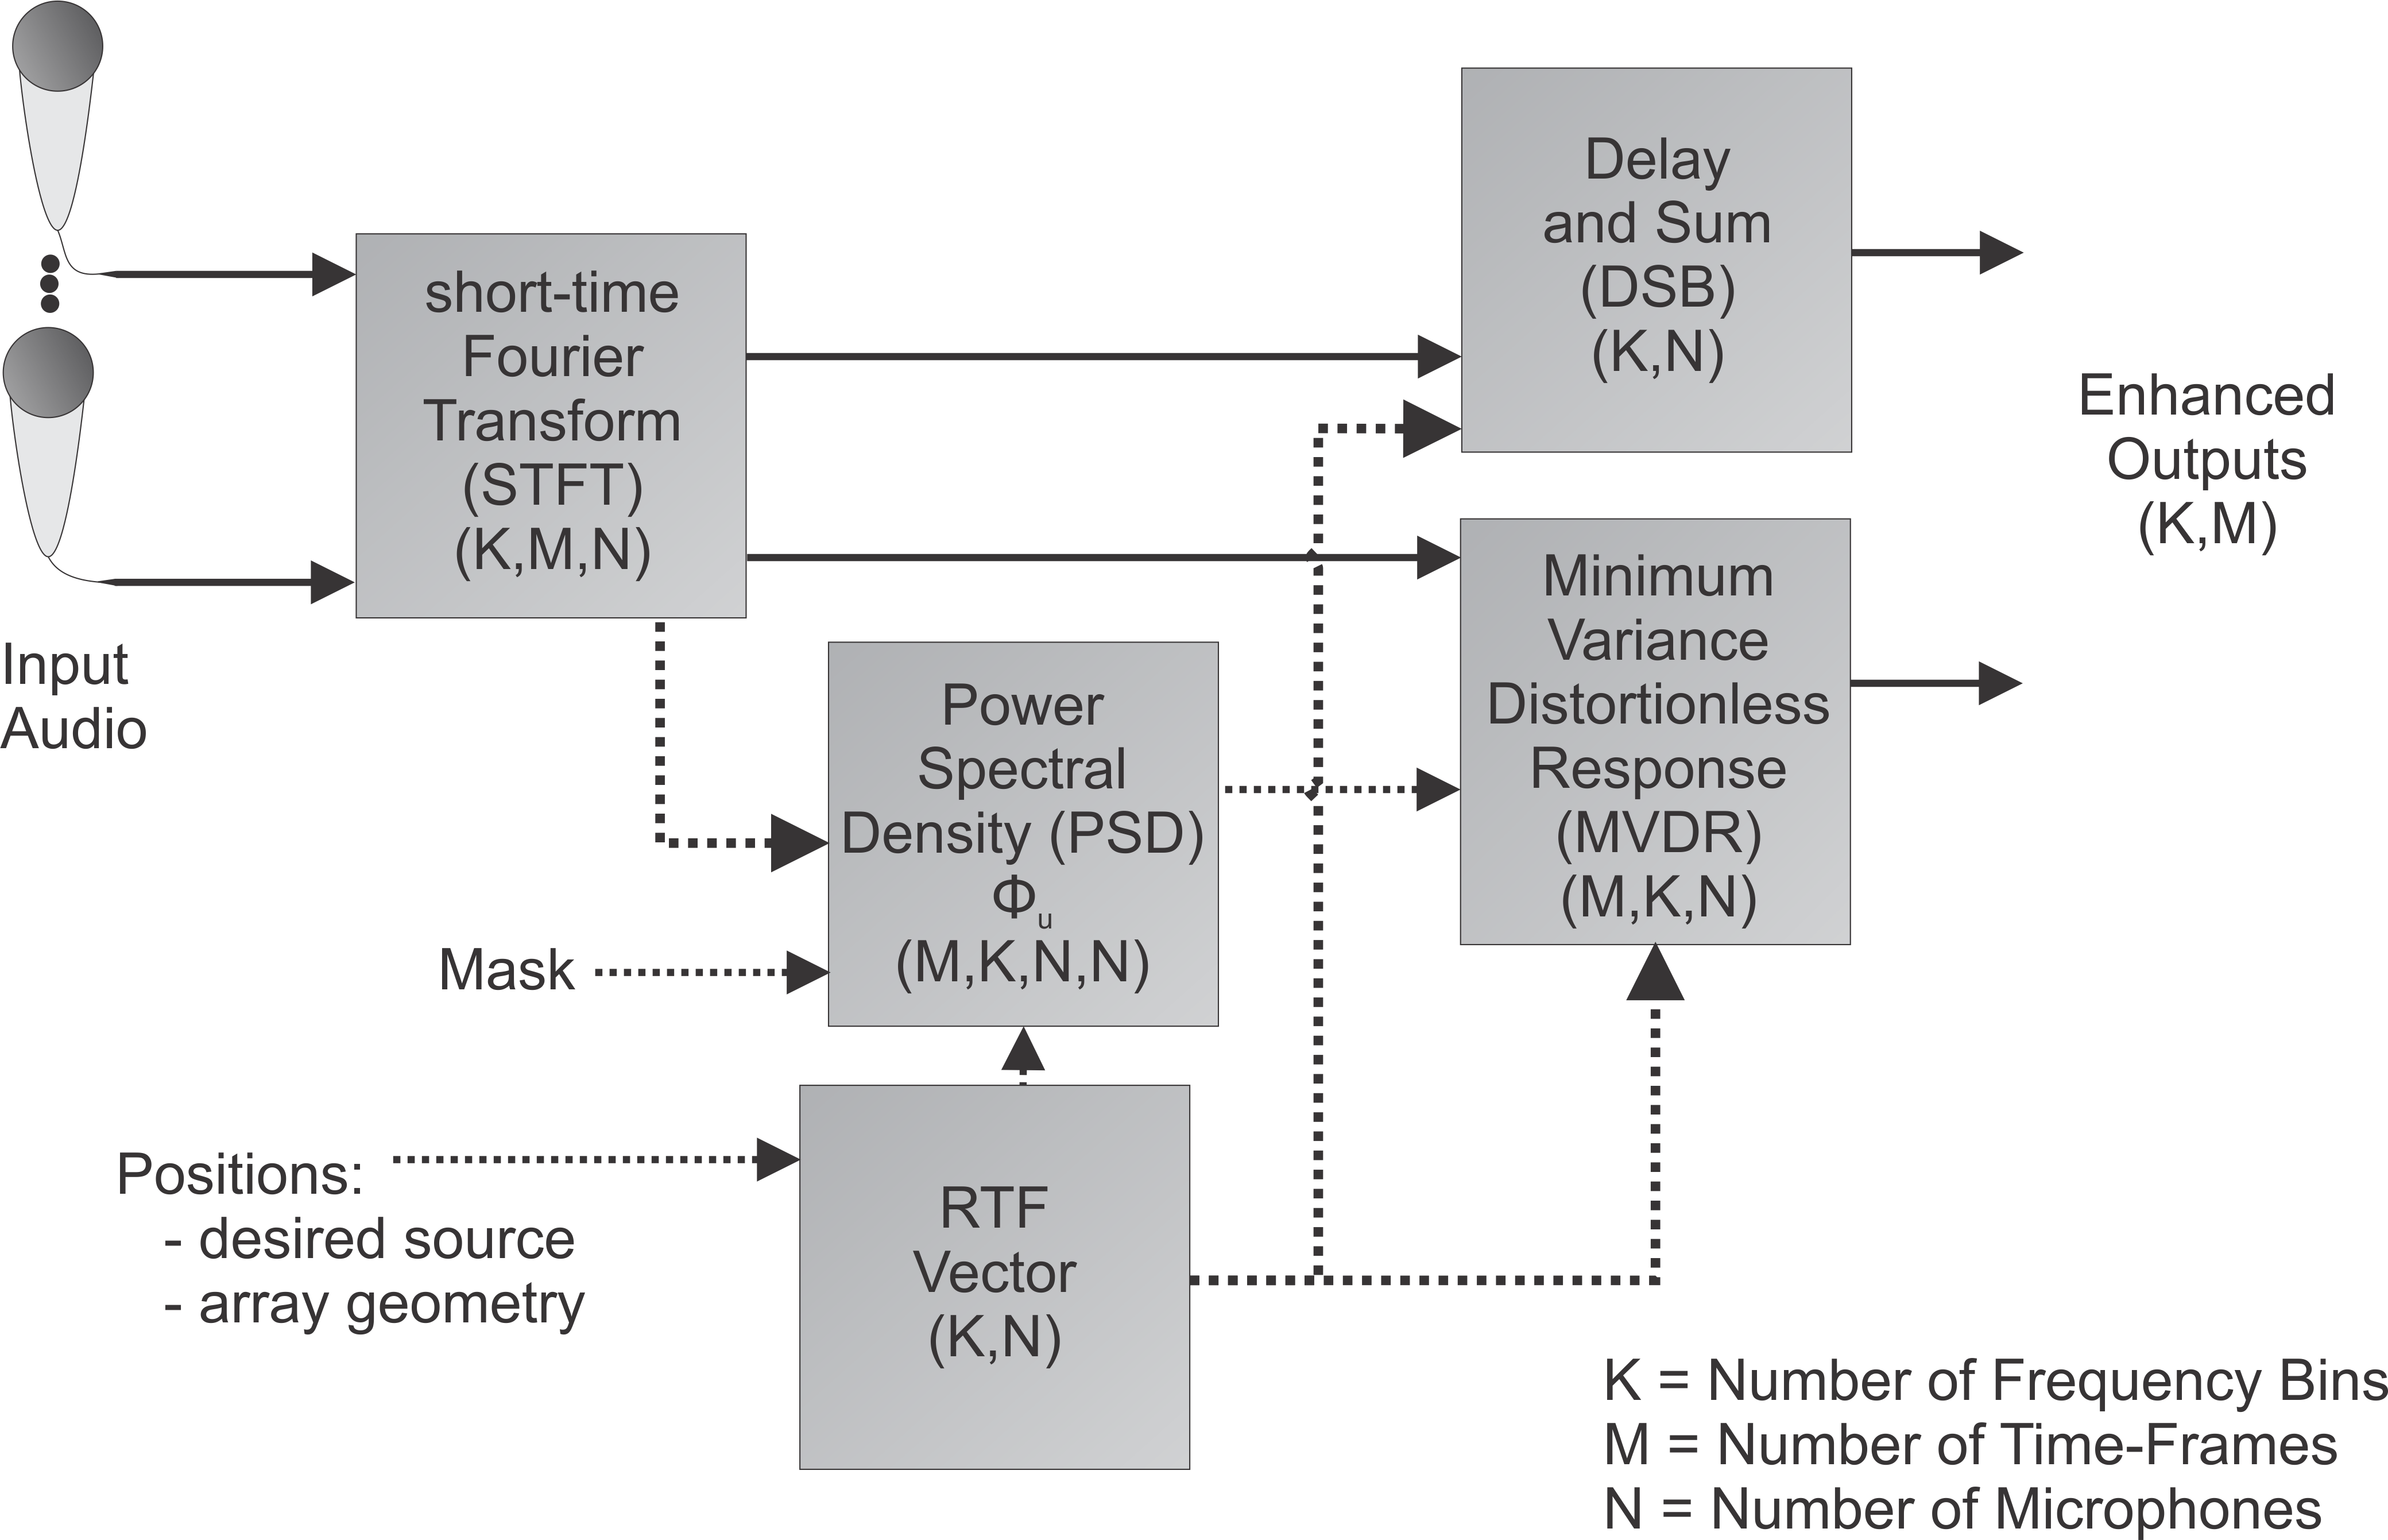 Input
Audio
short-time
Fourier
Transform
(STFT)
(K,M,N)
Delay
and Sum
(DSB)
(K,N)
Enhanced
Outputs
(K,M)
Minimum
Variance
Distortionless
Response
(MVDR)
(M,K,N)
Power
Spectral
Density (PSD)
Φu
(M,K,N,N)
Mask
Positions:
- desired source
- array geometry
RTF
Vector
(K,N)
K = Number of Frequency Bins
M = Number of Time-Frames
N = Number of Microphones